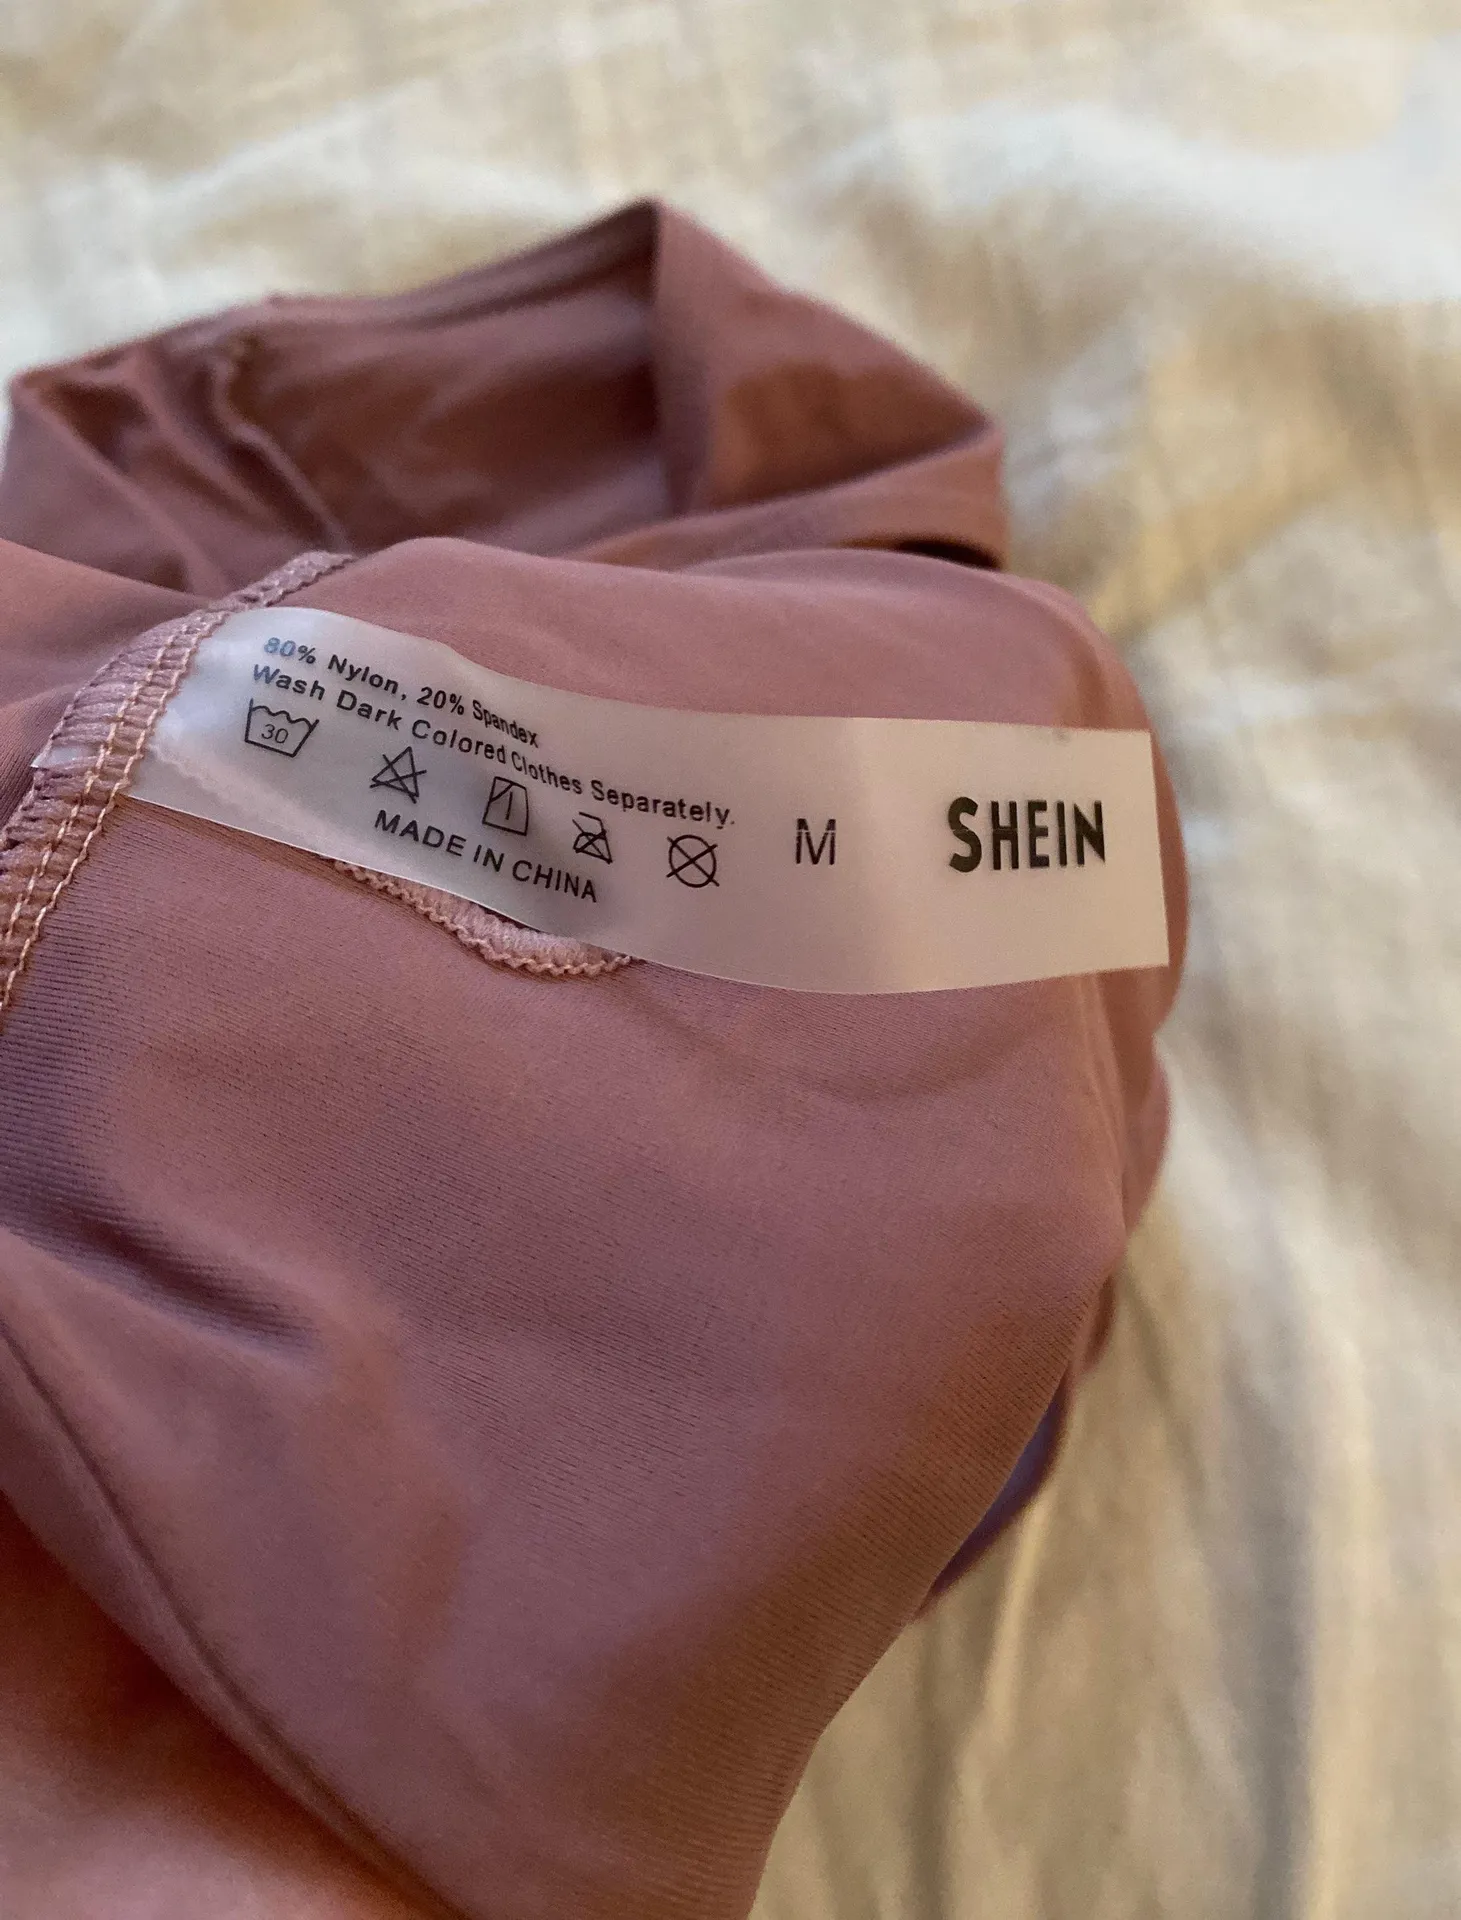 80% Nylon, 20% Spandex
Wash Dark Colored Clothes Separately.
30
MADE IN CHINA
M
SHEIN